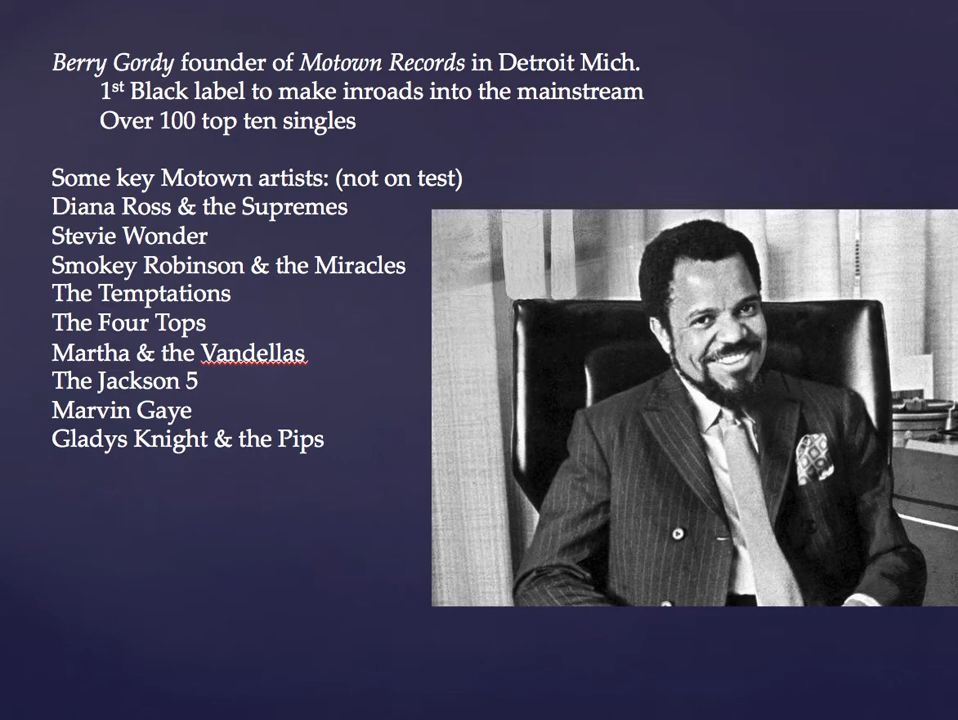 Berry Gordy founder of Motown Records in Detroit Mich.
1st Black label to make inroads into the mainstream
Over 100 top ten singles
Some key Motown artists: (not on test)
Diana Ross & the Supremes
Stevie Wonder
Smokey Robinson & the Miracles
The Temptations
The Four Tops
Martha & the Vandellas
The Jackson 5
Marvin Gaye
Gladys Knight & the Pips